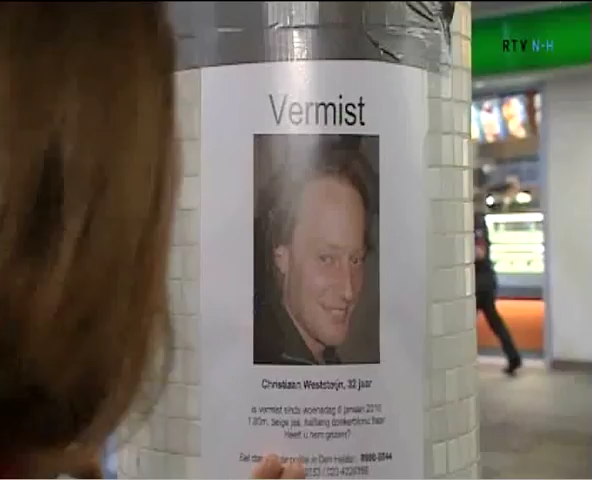 RTV N-H
Vermist
Christiaan Weststeijn, 32 jaar
is vermist sinds woensdag 6 januari 2010
1.80m, beige jas, halflang donkerblond haar
Heeft u hem gezien?
Bel dan politie in Den Helder: 0900-8844